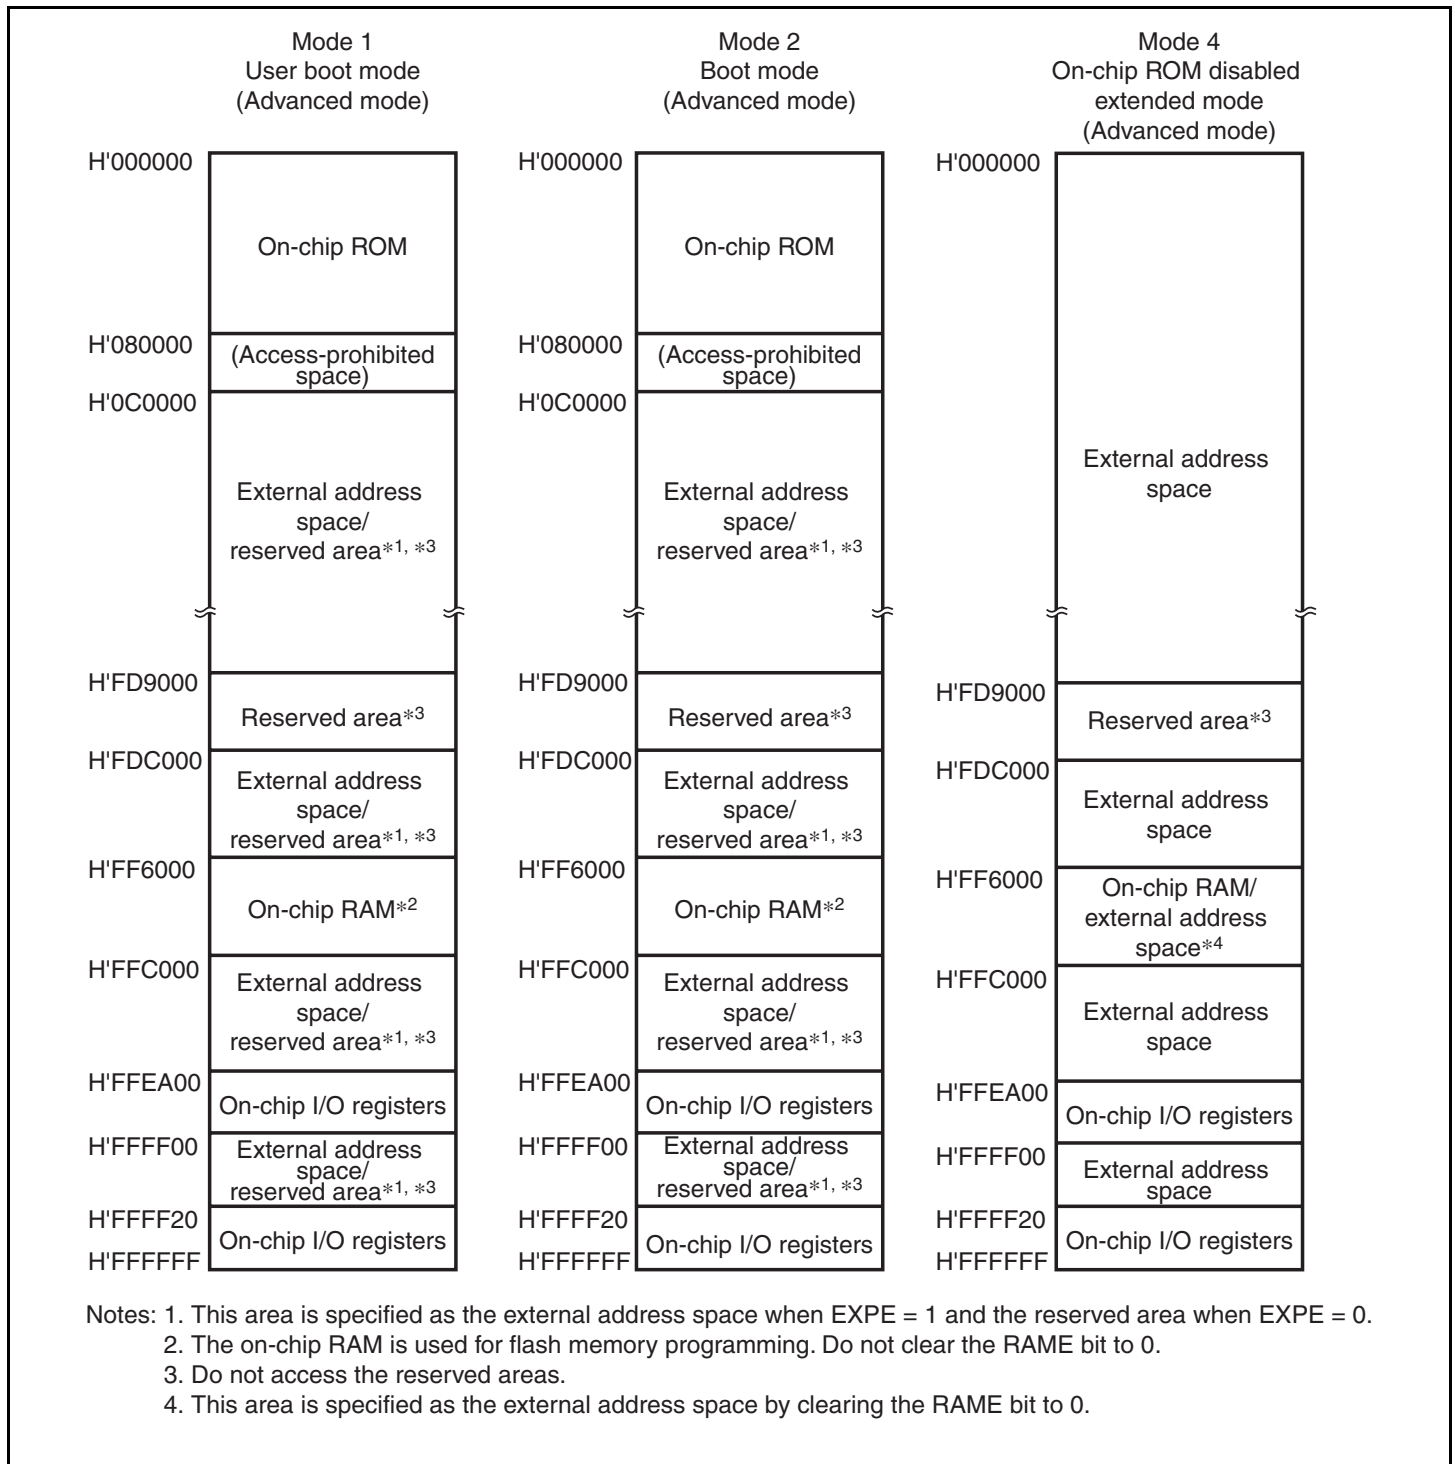 Mode 1
User boot mode
(Advanced mode)
H'000000
On-chip ROM
H'080000
(Access-prohibited
space)
H'0C0000
External address
space/
reserved area*1, *3
H'FD9000
Reserved area*3
H'FDC000
External address
space/
reserved area*1, *3
H'FF6000
On-chip RAM*2
H'FFC000
External address
space/
reserved area*1, *3
H'FFEA00
On-chip I/O registers
H'FFFF00
External address
space/
reserved area*1, *3
H'FFFF20
On-chip I/O registers
H'FFFFFF
Mode 2
Boot mode
(Advanced mode)
H'000000
On-chip ROM
H'080000
(Access-prohibited
space)
H'0C0000
External address
space/
reserved area*1, *3
H'FD9000
Reserved area*3
H'FDC000
External address
space/
reserved area*1, *3
H'FF6000
On-chip RAM*2
H'FFC000
External address
space/
reserved area*1, *3
H'FFEA00
On-chip I/O registers
H'FFFF00
External address
space/
reserved area*1, *3
H'FFFF20
On-chip I/O registers
H'FFFFFF
Mode 4
On-chip ROM disabled
extended mode
(Advanced mode)
H'000000
External address
space
H'FD9000
Reserved area*3
H'FDC000
External address
space
H'FF6000
On-chip RAM/
external address
space*4
H'FFC000
External address
space
H'FFEA00
On-chip I/O registers
H'FFFF00
External address
space
H'FFFF20
On-chip I/O registers
H'FFFFFF
Notes: 1. This area is specified as the external address space when EXPE = 1 and the reserved area when EXPE = 0.
2. The on-chip RAM is used for flash memory programming. Do not clear the RAME bit to 0.
3. Do not access the reserved areas.
4. This area is specified as the external address space by clearing the RAME bit to 0.